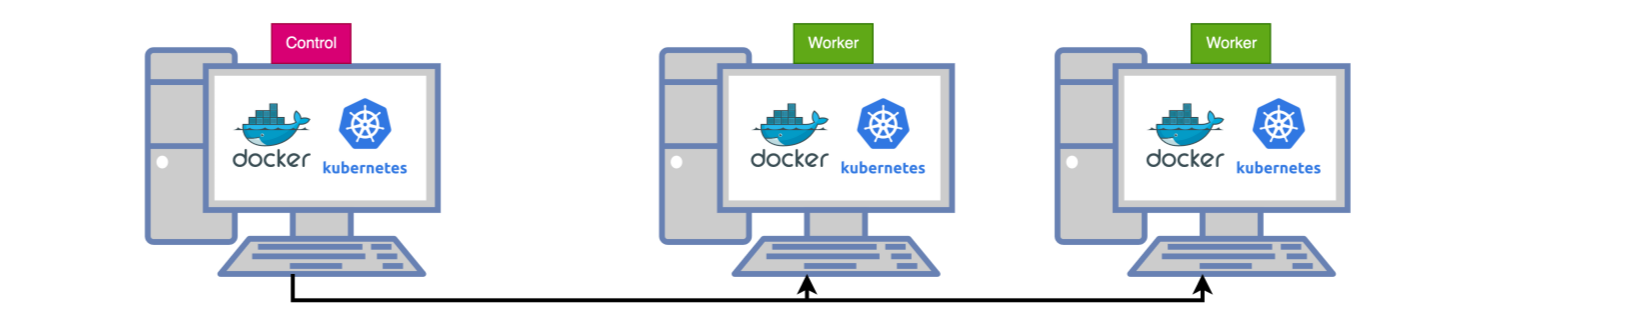 Control
Worker
Worker
docker
kubernetes
docker
kubernetes
docker
kubernetes